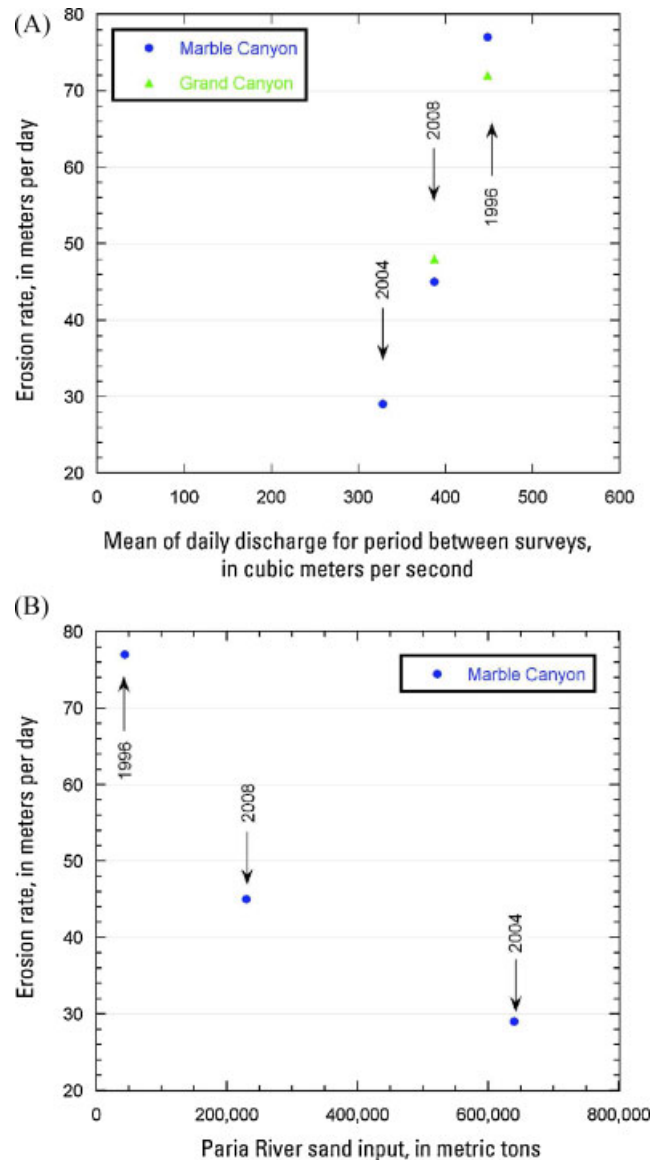 (A)
80
70
60
50
40
30
20
Erosion rate, in meters per day
Marble Canyon
Grand Canyon
2004
2008
1996
0 100 200 300 400 500 600
Mean of daily discharge for period between surveys,
in cubic meters per second
(B)
80
70
60
50
40
30
20
Erosion rate, in meters per day
Marble Canyon
1996
2008
2004
0 200,000 400,000 600,000 800,000
Paria River sand input, in metric tons